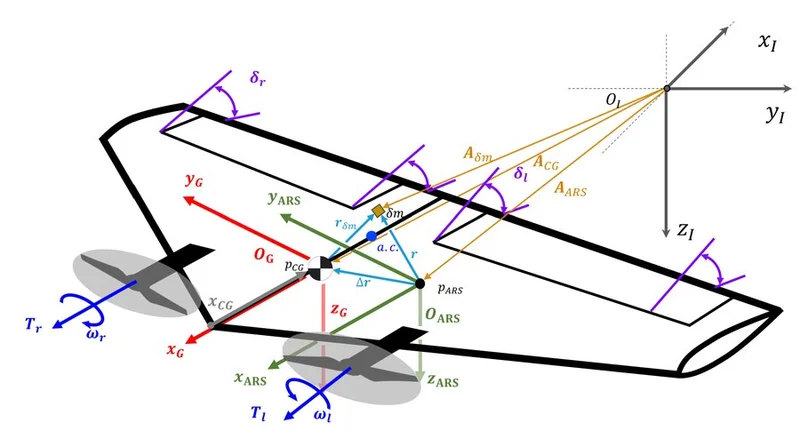 x_I
δ_r
O_I
y_I
A_δm
A_CG
δ_l
A_ARS
y_G
y_ARS
δm
r_δm
z_I
O_G
a.c.
r
p_CG
Δr
p_ARS
x_CG
z_G
O_ARS
T_r
ω_r
x_G
x_ARS
z_ARS
T_l
ω_l